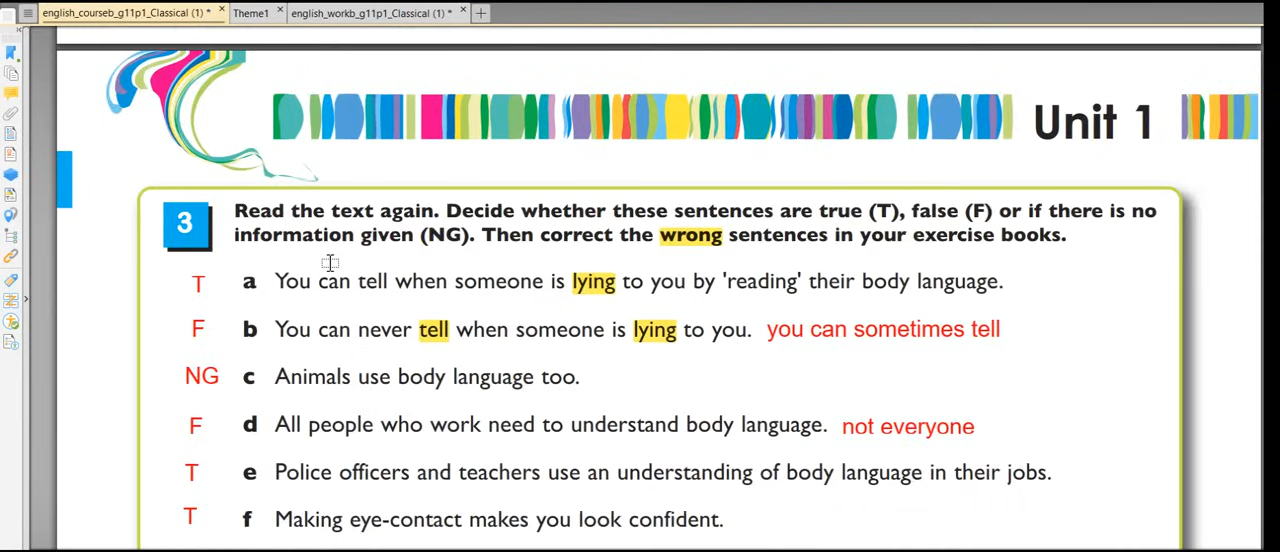 english_courseb_g11p1_Classical (1) *
Theme1
english_workb_g11p1_Classical (1) *
Unit 1
3 Read the text again. Decide whether these sentences are true (T), false (F) or if there is no
information given (NG). Then correct the wrong sentences in your exercise books.
T a You can tell when someone is lying to you by 'reading' their body language.
F b You can never tell when someone is lying to you. you can sometimes tell
NG c Animals use body language too.
F d All people who work need to understand body language. not everyone
T e Police officers and teachers use an understanding of body language in their jobs.
T f Making eye-contact makes you look confident.